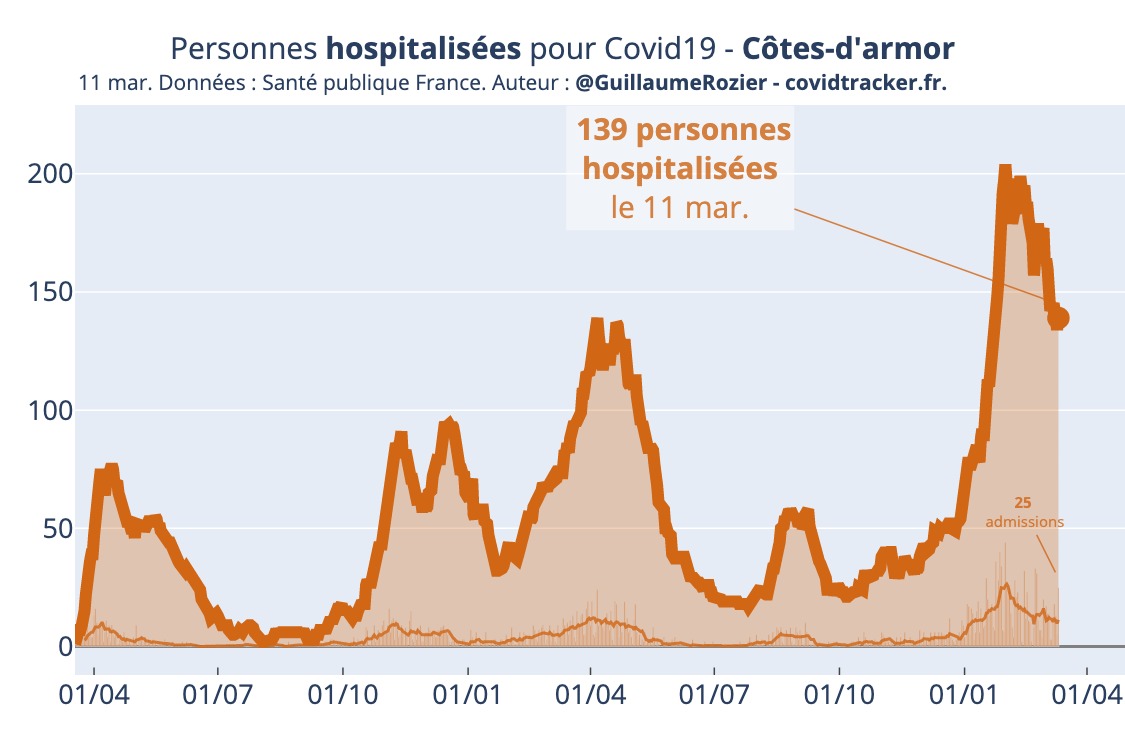 Personnes hospitalisées pour Covid19 - Côtes-d'armor
11 mar. Données : Santé publique France. Auteur : @GuillaumeRozier - covidtracker.fr.
139 personnes
hospitalisées
le 11 mar.
200
150
100
50
0
25
admissions
01/04
01/07
01/10
01/01
01/04
01/07
01/10
01/01
01/04